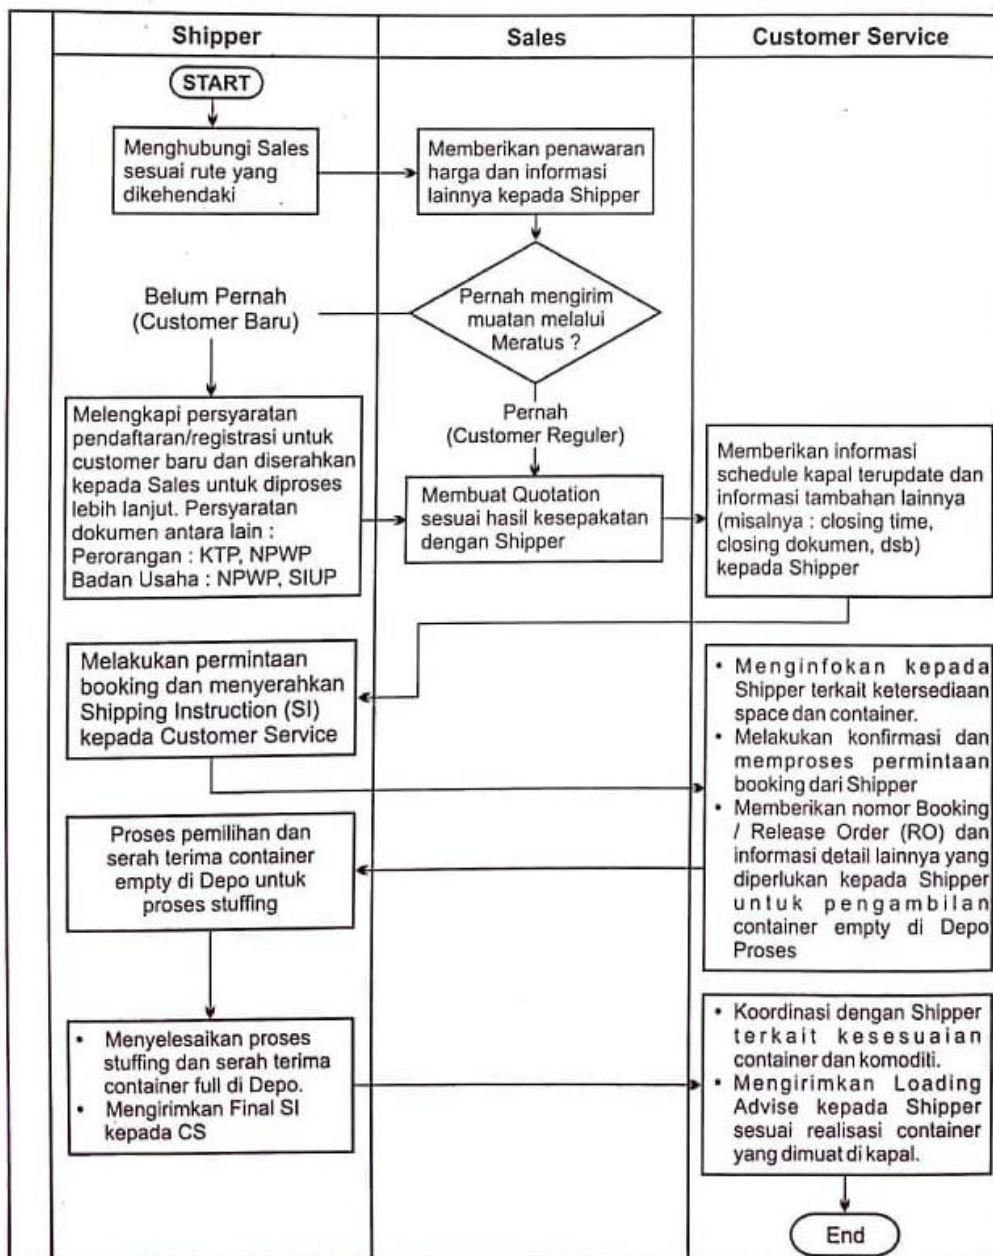 Shipper
Sales
Customer Service
START
Menghubungi Sales
sesuai rute yang
dikehendaki
Memberikan penawaran
harga dan informasi
lainnya kepada Shipper
Pernah mengirim
muatan melalui
Meratus ?
Belum Pernah
(Customer Baru)
Pernah
(Customer Reguler)
Melengkapi persyaratan
pendaftaran/registrasi untuk
customer baru dan diserahkan
kepada Sales untuk diproses
lebih lanjut. Persyaratan
dokumen antara lain :
Perorangan : KTP, NPWP
Badan Usaha : NPWP, SIUP
Membuat Quotation
sesuai hasil kesepakatan
dengan Shipper
Memberikan informasi
schedule kapal terupdate dan
informasi tambahan lainnya
(misalnya : closing time,
closing dokumen, dsb)
kepada Shipper
Melakukan permintaan
booking dan menyerahkan
Shipping Instruction (SI)
kepada Customer Service
• Menginfokan kepada
Shipper terkait ketersediaan
space dan container.
• Melakukan konfirmasi dan
memproses permintaan
booking dari Shipper
• Memberikan nomor Booking
/ Release Order (RO) dan
informasi detail lainnya yang
diperlukan kepada Shipper
untuk pengambilan
container empty di Depo
Proses
Proses pemilihan dan
serah terima container
empty di Depo untuk
proses stuffing
• Menyelesaikan proses
stuffing dan serah terima
container full di Depo.
• Mengirimkan Final SI
kepada CS
• Koordinasi dengan Shipper
terkait kesesuaian
container dan komoditi.
• Mengirimkan Loading
Advise kepada Shipper
sesuai realisasi container
yang dimuat di kapal.
End